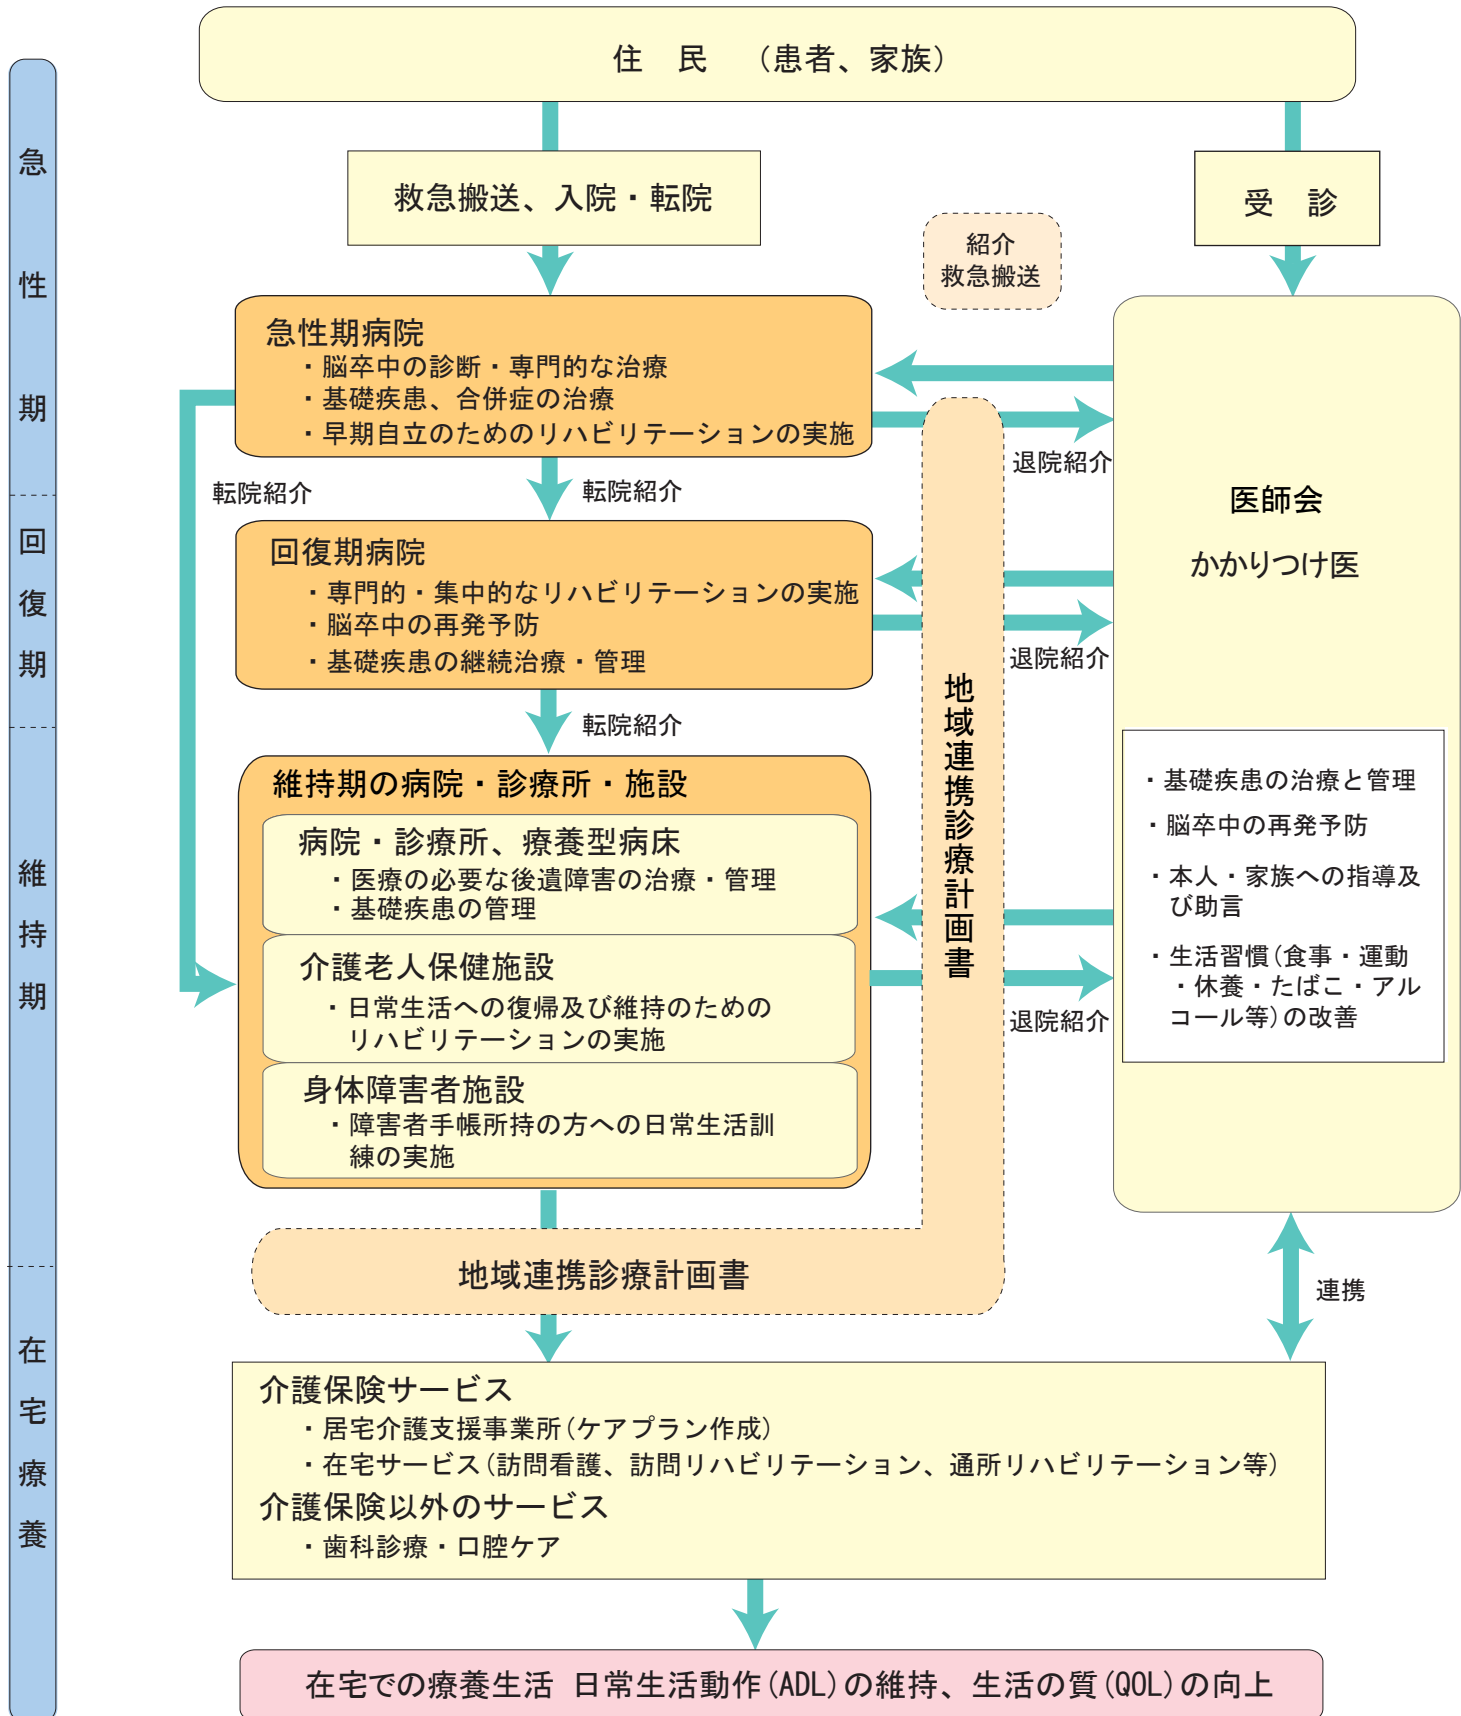 住　民　（患者、家族）
急性期
救急搬送、入院・転院
受　診
紹介
救急搬送
急性期病院
・脳卒中の診断・専門的な治療
・基礎疾患、合併症の治療
・早期自立のためのリハビリテーションの実施
退院紹介
転院紹介
転院紹介
医師会
かかりつけ医
回復期
回復期病院
・専門的・集中的なリハビリテーションの実施
・脳卒中の再発予防
・基礎疾患の継続治療・管理
退院紹介
転院紹介
地域連携診療計画書
維持期
維持期の病院・診療所・施設
病院・診療所、療養型病床
・医療の必要な後遺障害の治療・管理
・基礎疾患の管理
介護老人保健施設
・日常生活への復帰及び維持のための
リハビリテーションの実施
身体障害者施設
・障害者手帳所持の方への日常生活訓
練の実施
・基礎疾患の治療と管理
・脳卒中の再発予防
・本人・家族への指導及
び助言
・生活習慣(食事・運動
・休養・たばこ・アル
コール等)の改善
退院紹介
地域連携診療計画書
連携
在宅療養
介護保険サービス
・居宅介護支援事業所(ケアプラン作成)
・在宅サービス(訪問看護、訪問リハビリテーション、通所リハビリテーション等)
介護保険以外のサービス
・歯科診療・口腔ケア
在宅での療養生活 日常生活動作(ADL)の維持、生活の質(QOL)の向上